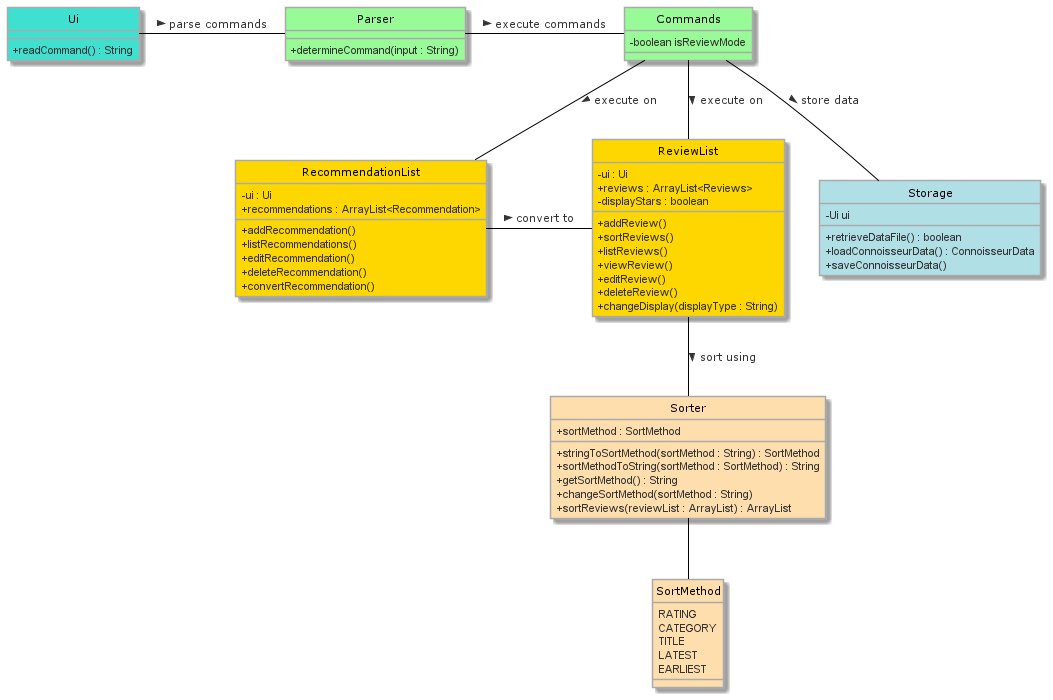 Ui
+readCommand() : String
parse commands
Parser
+determineCommand(input : String)
execute commands
Commands
-boolean isReviewMode
execute on
execute on
store data
RecommendationList
-ui : Ui
+recommendations : ArrayList<Recommendation>
+addRecommendation()
+listRecommendations()
+editRecommendation()
+deleteRecommendation()
+convertRecommendation()
convert to
ReviewList
-ui : Ui
+reviews : ArrayList<Reviews>
-displayStars : boolean
+addReview()
+sortReviews()
+listReviews()
+viewReview()
+editReview()
+deleteReview()
+changeDisplay(displayType : String)
Storage
-Ui ui
+retrieveDataFile() : boolean
+loadConnoisseurData() : ConnoisseurData
+saveConnoisseurData()
sort using
Sorter
+sortMethod : SortMethod
+stringToSortMethod(sortMethod : String) : SortMethod
+sortMethodToString(sortMethod : SortMethod) : String
+getSortMethod() : String
+changeSortMethod(sortMethod : String)
+sortReviews(reviewList : ArrayList) : ArrayList
SortMethod
RATING
CATEGORY
TITLE
LATEST
EARLIEST